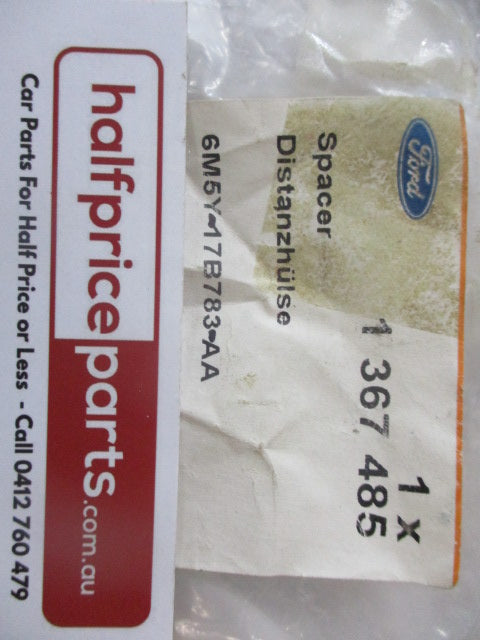 Ford
1 x
1 367 485
Spacer
Distanzhülse
6M5Y-17B783-AA
halfpriceparts.com.au
Car Parts For Half Price or Less - Call 0412 760 479